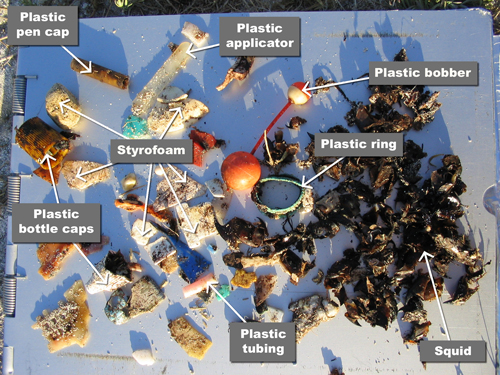 Plastic
pen cap
Plastic
applicator
Plastic bobber
Styrofoam
Plastic ring
Plastic
bottle caps
Plastic
tubing
Squid